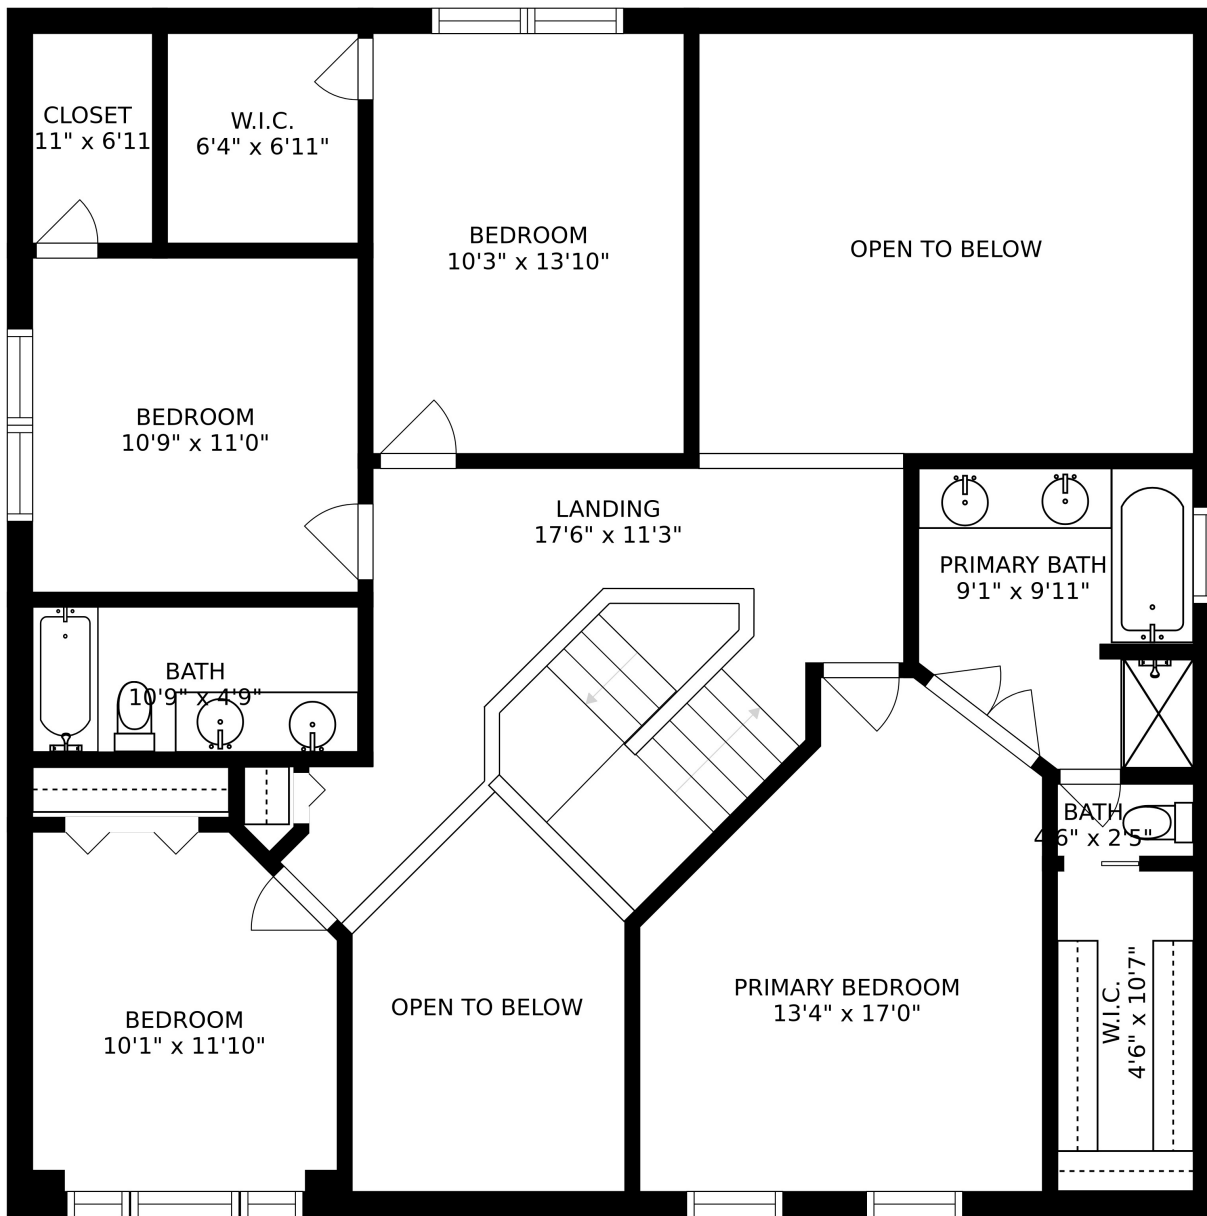 CLOSET
11" x 6'11
W.I.C.
6'4" x 6'11"
BEDROOM
10'3" x 13'10"
OPEN TO BELOW
BEDROOM
10'9" x 11'0"
LANDING
17'6" x 11'3"
PRIMARY BATH
9'1" x 9'11"
BATH
10'9" x 4'9"
BATH
4'6" x 2'5"
PRIMARY BEDROOM
13'4" x 17'0"
W.I.C.
4'6" x 10'7"
OPEN TO BELOW
BEDROOM
10'1" x 11'10"